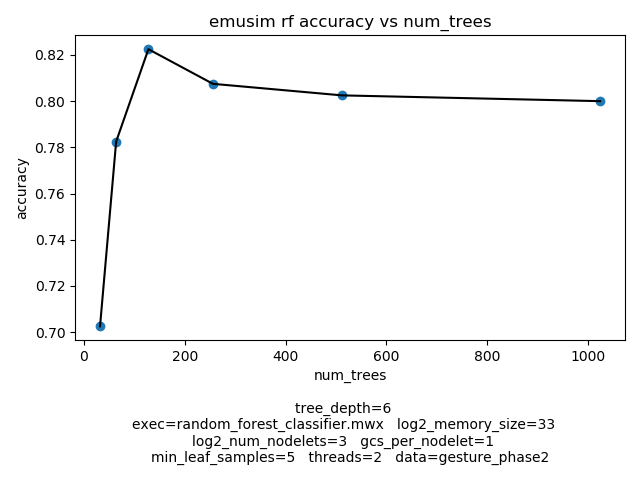 emusim rf accuracy vs num_trees
0.82
0.80
0.78
0.76
0.74
0.72
0.70
accuracy
0 200 400 600 800 1000
num_trees
tree_depth=6
exec=random_forest_classifier.mwx log2_memory_size=33
log2_num_nodelets=3 gcs_per_nodelet=1
min_leaf_samples=5 threads=2 data=gesture_phase2